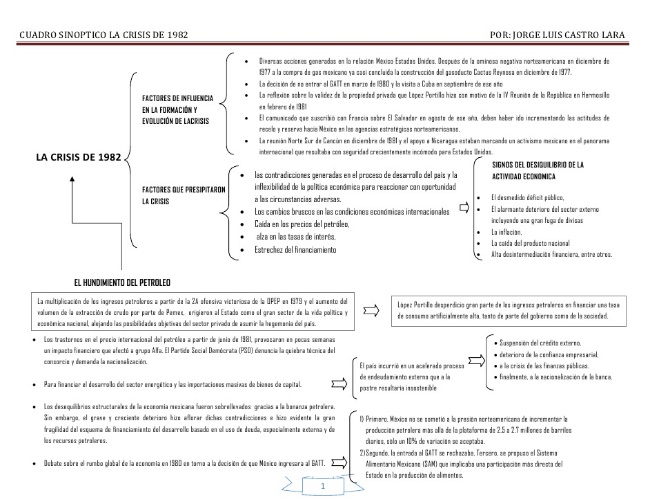 CUADRO SINOPTICO LA CRISIS DE 1982
POR: JORGE LUIS CASTRO LARA
• Diversas acciones generadas en la relación México Estados Unidos. Después de la ominosa negativa norteamericana en diciembre de
1977 a la compra de gas mexicano ya casi concluida la construcción del gasoducto Cactus Reynosa en diciembre de 1977.
• La decisión de no entrar al GATT en marzo de 1980 y la visita a Cuba en septiembre de ese año
• La reflexión sobre la validez de la propiedad privado que López Portillo hizo con motivo de la IV Reunión de la República en Hermosillo
en febrero de 1981
• El comunicado que suscribió con Francia sobre El Salvador en agosto de ese año, deben haber ido incrementando las actitudes de
recelo y reserva hacia México en las agencias estratégicas norteamericanas.
• La reunión Norte Sur de Cancún en diciembre de 1981 y el apoyo a Nicaragua estaban marcando un activismo mexicano en el panorama
internacional que resultaba con seguridad crecientemente incómodo para Estados Unidos.
FACTORES DE INFLUENCIA
EN LA FORMACIÓN Y
EVOLUCIÓN DE LACRISIS
LA CRISIS DE 1982
FACTORES QUE PRESIPITARON
LA CRISIS
• las contradicciones generadas en el proceso de desarrollo del país y la
inflexibilidad de la política económica para reaccionar con oportunidad
a las circunstancias adversas.
• Los cambios bruscos en las condiciones económicas internacionales
• Caída en los precios del petróleo,
• alza en las tasas de interés,
• Estrechez del financiamiento
SIGNOS DEL DESIQUILIBRIO DE LA
ACTIVIDAD ECONOMICA
• El desmedido déficit público,
• El alarmante deterioro del sector externo
incluyendo una gran fuga de divisas
• La inflación,
• La caída del producto nacional
• Alta desintermediación financiera, entre otros.
EL HUNDIMIENTO DEL PETROLEO
La multiplicación de los ingresos petroleros a partir de la 2A ofensiva victoriosa de la OPEP en 1979 y el aumento del
volumen de la extracción de crudo por parte de Pemex, erigieron al Estado como el gran sector de la vida política y
económica nacional, alejando las posibilidades objetivas del sector privado de asumir la hegemonía del país.
López Portillo desperdicio gran parte de los ingresos petroleros en financiar una tasa
de consumo artificialmente alta, tanto de parte del gobierno como de la sociedad.
• Los trastornos en el precio internacional del petróleo a partir de junio de 1981, provocaron en pocas semanas
un impacto financiero que afectó a grupo Alfa. El Partido Social Demócrata (PSD) denuncia la quiebra técnica del
consorcio y demanda la nacionalización.
• Para financiar el desarrollo del sector energético y las importaciones masivas de bienes de capital.
El país incurrió en un acelerado proceso
de endeudamiento externo que a la
postre resultaría insostenible
• Suspensión del crédito externo,
• deterioro de la confianza empresarial,
• a la crisis de las finanzas públicas;
• finalmente, a la nacionalización de la banca.
• Los desequilibrios estructurales de la economía mexicana fueron sobrellevados gracias a la bonanza petrolera.
Sin embargo, el grave y creciente deterioro hizo aflorar dichas contradicciones e hizo evidente la gran
fragilidad del esquema de financiamiento del desarrollo basado en el uso de deuda, especialmente externa y de
los recursos petroleros.
• Debate sobre el rumbo global de la economía en 1980 en torno a la decisión de que México ingresara al GATT.
1) Primero, México no se sometió a la presión norteamericana de incrementar la
producción petrolera más allá de la plataforma de 2.5 a 2.7 millones de barriles
diarios, sólo un 10% de variación se aceptaba.
2)Segundo, la entrada al GATT se rechazaba. Tercero, se propuso el Sistema
Alimentario Mexicano (SAM) que implicaba una participación más directa del
Estado en la producción de alimentos.
1